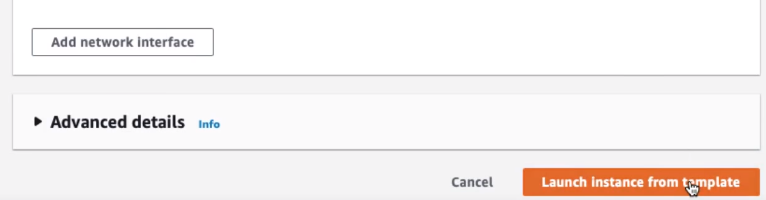 Add network interface
Advanced details Info
Cancel Launch instance from template